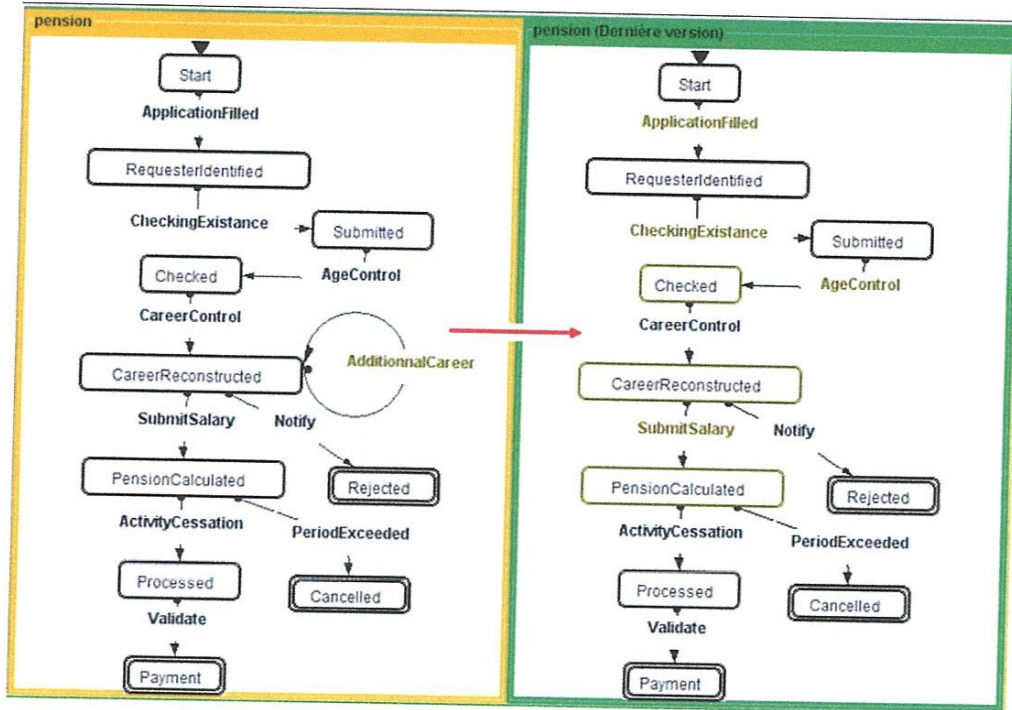 pension
Start
ApplicationFilled
RequesterIdentified
CheckingExistance
Submitted
Checked
AgeControl
CareerControl
AdditionnalCareer
CareerReconstructed
SubmitSalary
Notify
PensionCalculated
Rejected
ActivityCessation
PeriodExceeded
Processed
Cancelled
Validate
Payment
pension (Dernière version)
Start
ApplicationFilled
RequesterIdentified
CheckingExistance
Submitted
Checked
AgeControl
CareerControl
CareerReconstructed
SubmitSalary
Notify
PensionCalculated
Rejected
ActivityCessation
PeriodExceeded
Processed
Cancelled
Validate
Payment